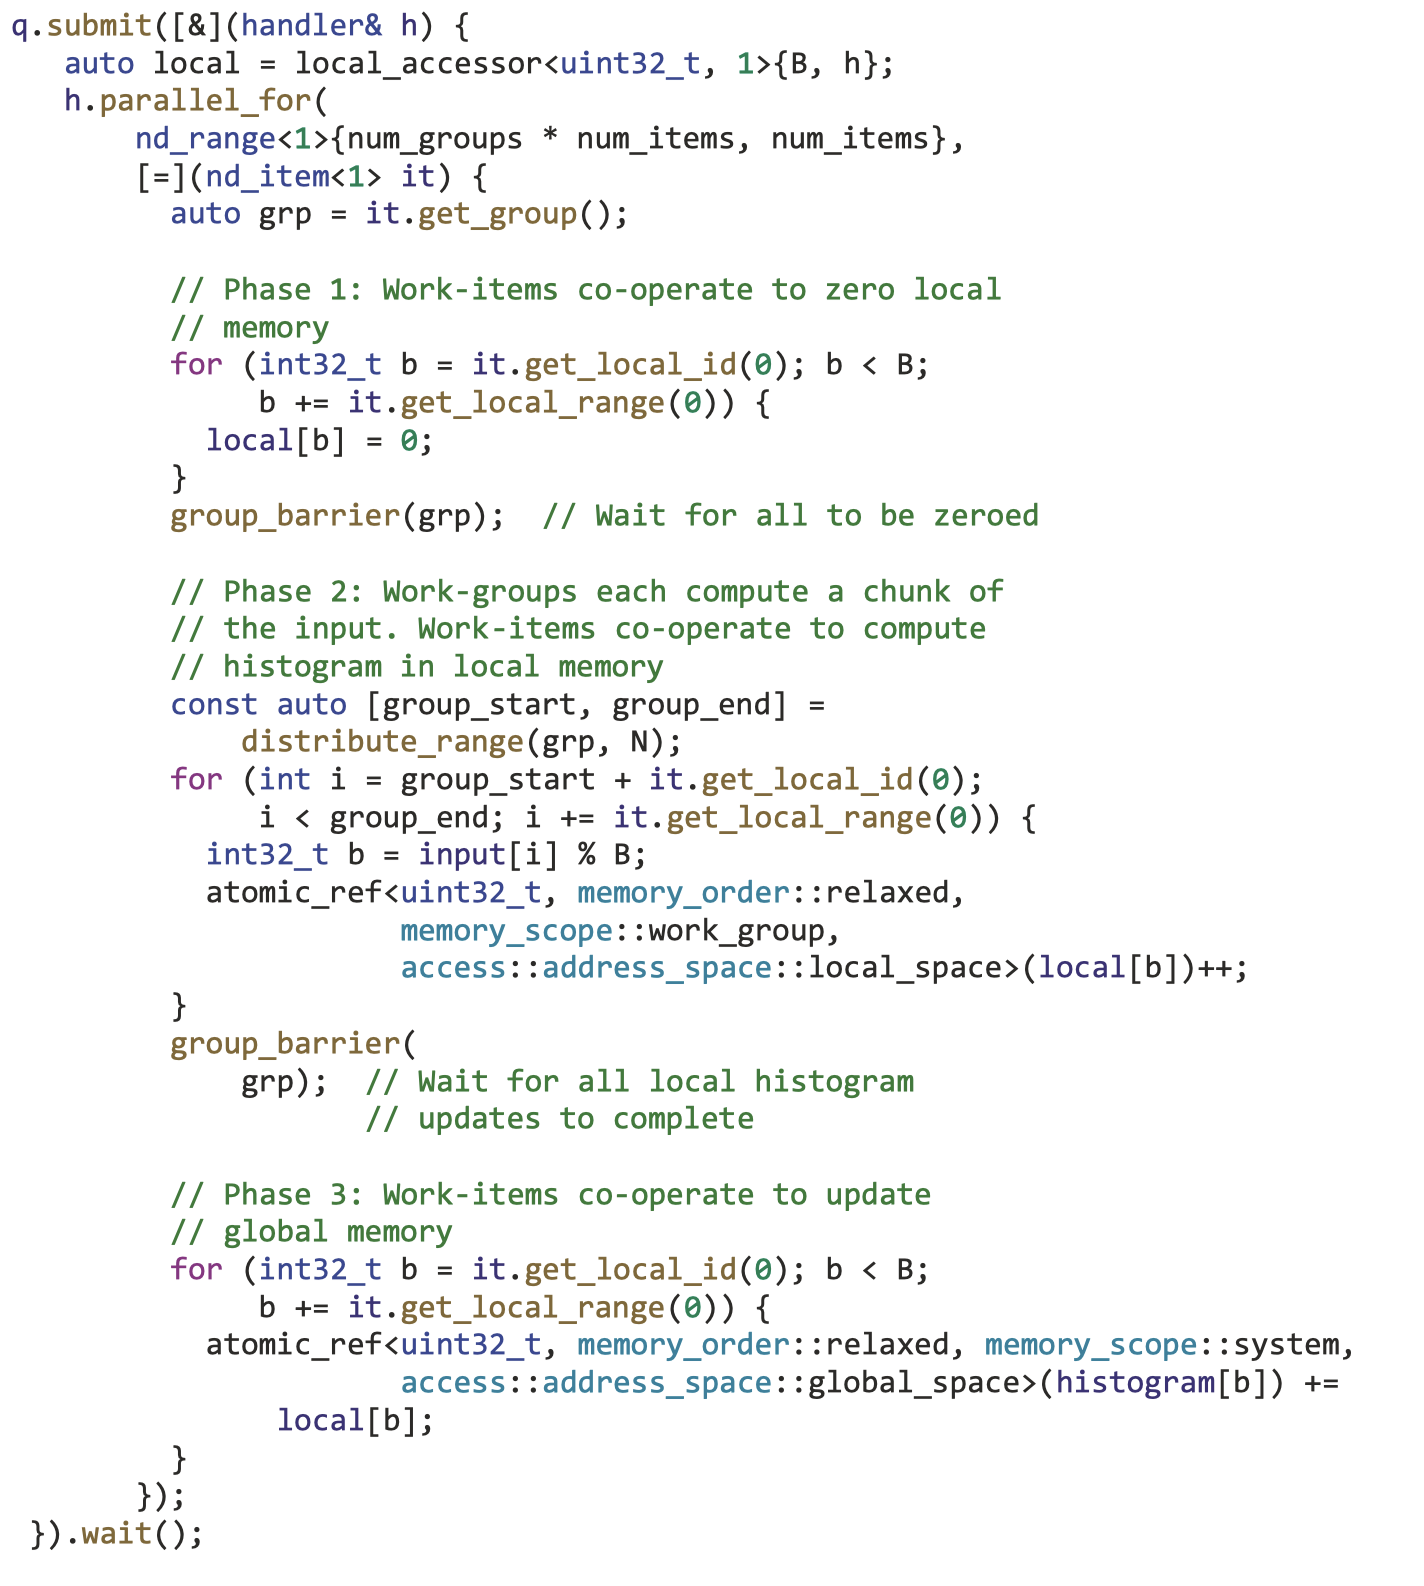 q.submit([&](handler& h) {
   auto local = local_accessor<uint32_t, 1>{B, h};
   h.parallel_for(
       nd_range<1>{num_groups * num_items, num_items},
       [=](nd_item<1> it) {
         auto grp = it.get_group();

         // Phase 1: Work-items co-operate to zero local
         // memory
         for (int32_t b = it.get_local_id(0); b < B;
              b += it.get_local_range(0)) {
           local[b] = 0;
         }
         group_barrier(grp);  // Wait for all to be zeroed

         // Phase 2: Work-groups each compute a chunk of
         // the input. Work-items co-operate to compute
         // histogram in local memory
         const auto [group_start, group_end] =
             distribute_range(grp, N);
         for (int i = group_start + it.get_local_id(0);
              i < group_end; i += it.get_local_range(0)) {
           int32_t b = input[i] % B;
           atomic_ref<uint32_t, memory_order::relaxed,
                      memory_scope::work_group,
                      access::address_space::local_space>(local[b])++;
         }
         group_barrier(
             grp);  // Wait for all local histogram
                    // updates to complete

         // Phase 3: Work-items co-operate to update
         // global memory
         for (int32_t b = it.get_local_id(0); b < B;
              b += it.get_local_range(0)) {
           atomic_ref<uint32_t, memory_order::relaxed, memory_scope::system,
                      access::address_space::global_space>(histogram[b]) +=
               local[b];
         }
       });
 }).wait();